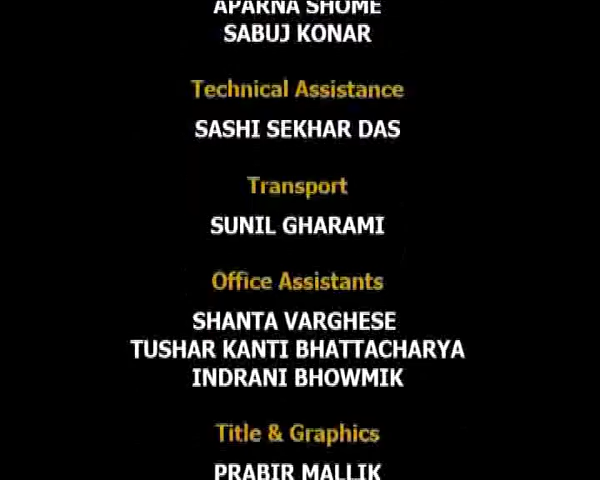 APARNA SHOME
SABUJ KONAR
Technical Assistance
SASHI SEKHAR DAS
Transport
SUNIL GHARAMI
Office Assistants
SHANTA VARGHESE
TUSHAR KANTI BHATTACHARYA
INDRANI BHOWMIK
Title & Graphics
PRABIR MALLIK